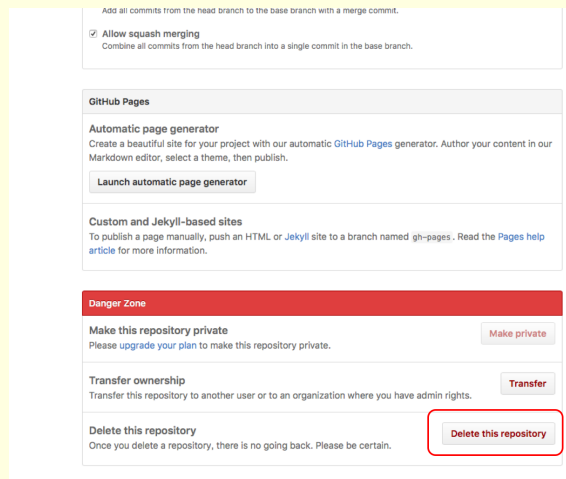 Add all commits from the head branch to the base branch with a merge commit.
Allow squash merging
Combine all commits from the head branch into a single commit in the base branch.
GitHub Pages
Automatic page generator
Create a beautiful site for your project with our automatic GitHub Pages generator. Author your content in our
Markdown editor, select a theme, then publish.
Launch automatic page generator
Custom and Jekyll-based sites
To publish a page manually, push an HTML or Jekyll site to a branch named gh-pages. Read the Pages help
article for more information.
Danger Zone
Make this repository private
Please upgrade your plan to make this repository private.
Make private
Transfer ownership
Transfer this repository to another user or to an organization where you have admin rights.
Transfer
Delete this repository
Once you delete a repository, there is no going back. Please be certain.
Delete this repository